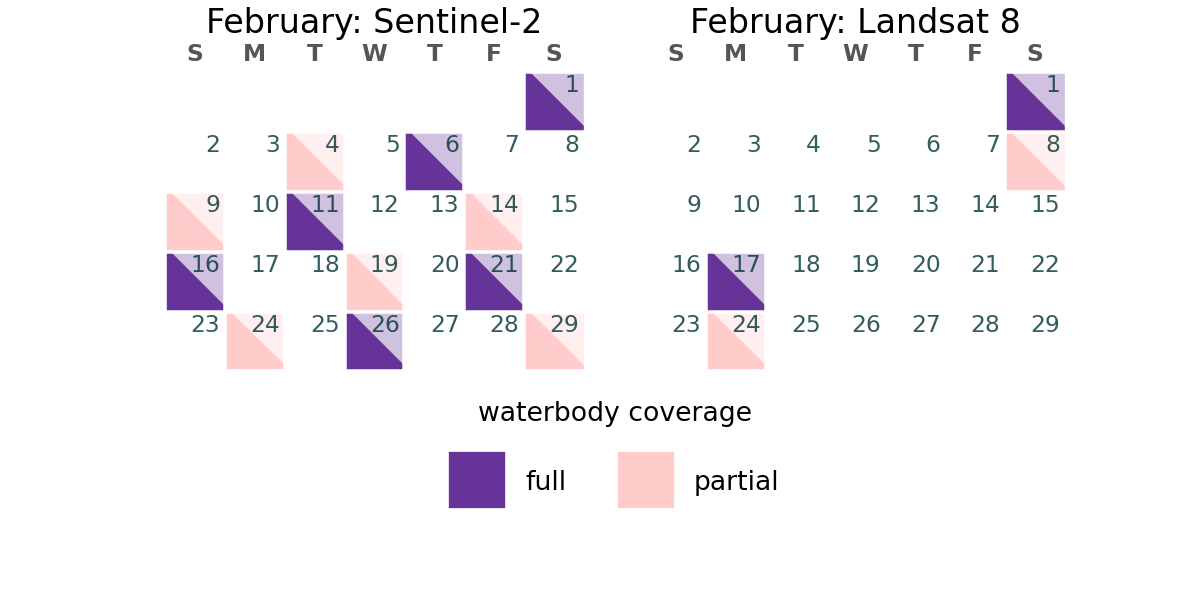 February: Sentinel-2
S M T W T F S
1
2 3 4 5 6 7 8
9 10 11 12 13 14 15
16 17 18 19 20 21 22
23 24 25 26 27 28 29
February: Landsat 8
S M T W T F S
1
2 3 4 5 6 7 8
9 10 11 12 13 14 15
16 17 18 19 20 21 22
23 24 25 26 27 28 29
waterbody coverage
full partial